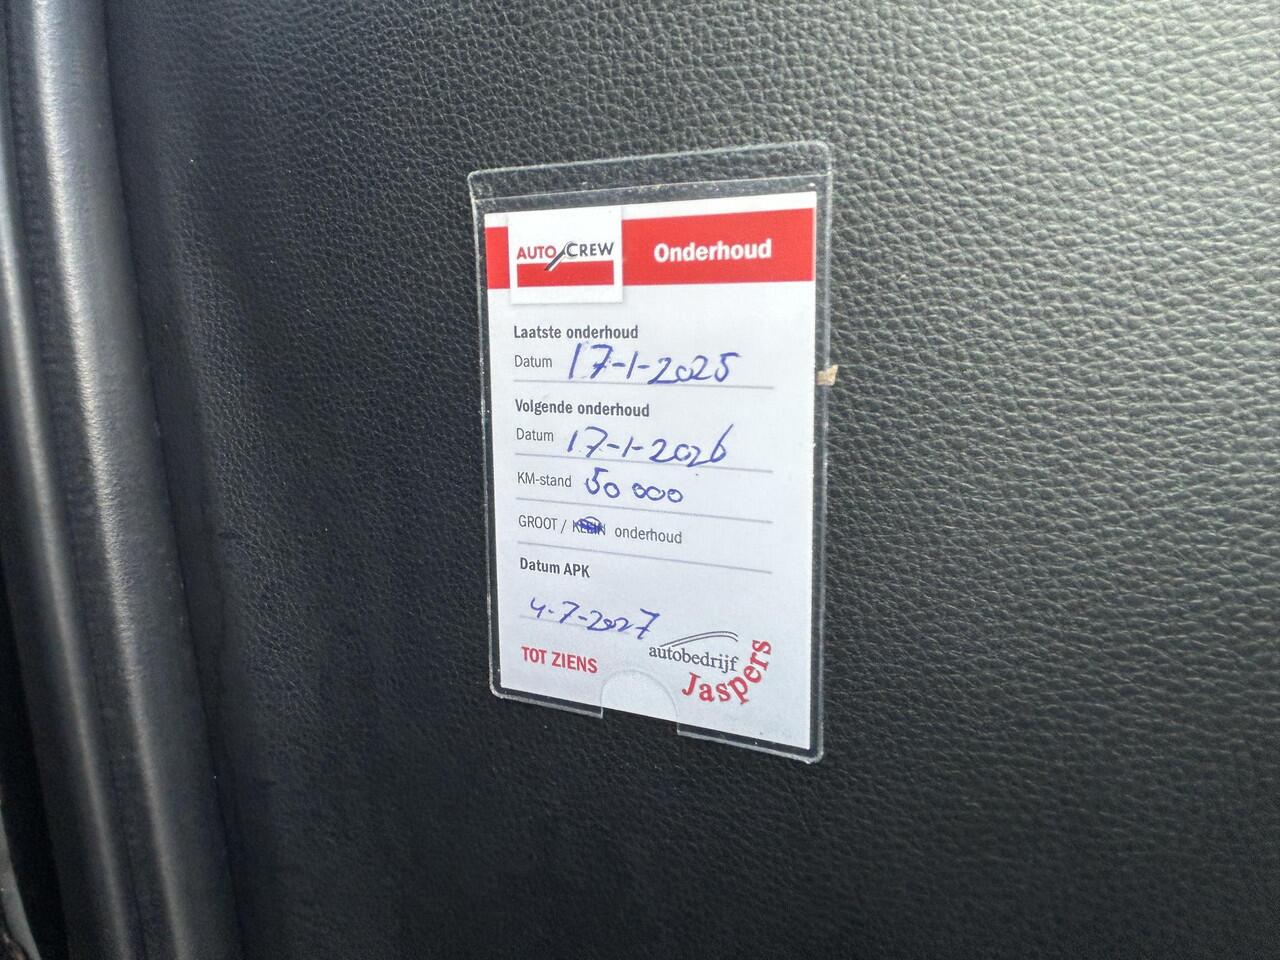 AUTO CREW Onderhoud
Laatste onderhoud
Datum 17-1-2025
Volgende onderhoud
Datum 17-1-2026
KM-stand 50 000
GROOT / KLEIN onderhoud
Datum APK
4-7-2027
TOT ZIENS
autobedrijf
Jaspers